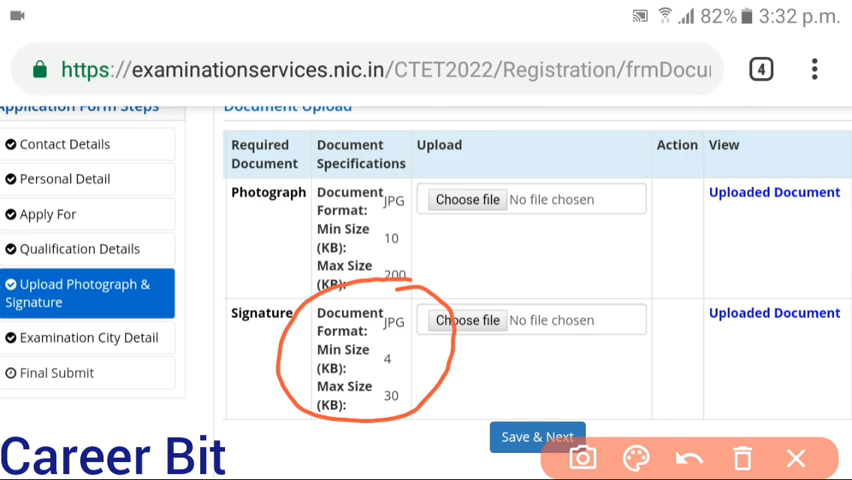 82% 3:32 p.m.
https://examinationservices.nic.in/CTET2022/Registration/frmDocu 4
Application Form Steps
Document Upload
Contact Details
Personal Detail
Apply For
Qualification Details
Upload Photograph &
Signature
Examination City Detail
Final Submit
Required Document Document Specifications Upload Action View
Photograph Document Format: JPG Choose file No file chosen Uploaded Document
Min Size (KB): 10
Max Size (KB): 200
Signature Document Format: JPG Choose file No file chosen Uploaded Document
Min Size (KB): 4
Max Size (KB): 30
Save & Next
Career Bit